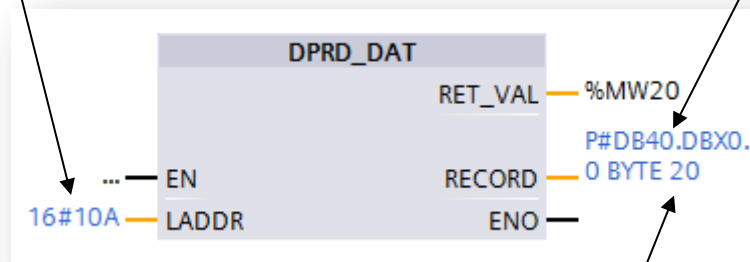 DPRD_DAT
RET_VAL %MW20
P#DB40.DBX0.
... EN RECORD 0 BYTE 20
16#10A LADDR ENO